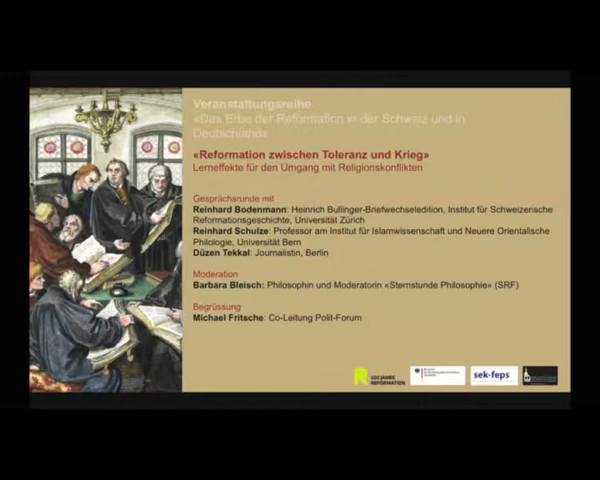 Veranstaltungsreihe
«Das Erbe der Reformation in der Schweiz und in
Deutschland»
«Reformation zwischen Toleranz und Krieg»
Lerneffekte für den Umgang mit Religionskonflikten
Gesprächsrunde mit
Reinhard Bodenmann: Heinrich Bullinger-Briefwechseledition, Institut für Schweizerische
Reformationsgeschichte, Universität Zürich
Reinhard Schulze: Professor am Institut für Islamwissenschaft und Neuere Orientalische
Philologie, Universität Bern
Düzen Tekkal: Journalistin, Berlin
Moderation
Barbara Bleisch: Philosophin und Moderatorin «Sternstunde Philosophie» (SRF)
Begrüssung
Michael Fritsche: Co-Leitung Polit-Forum
R 500 JAHRE
REFORMATION
sek·feps